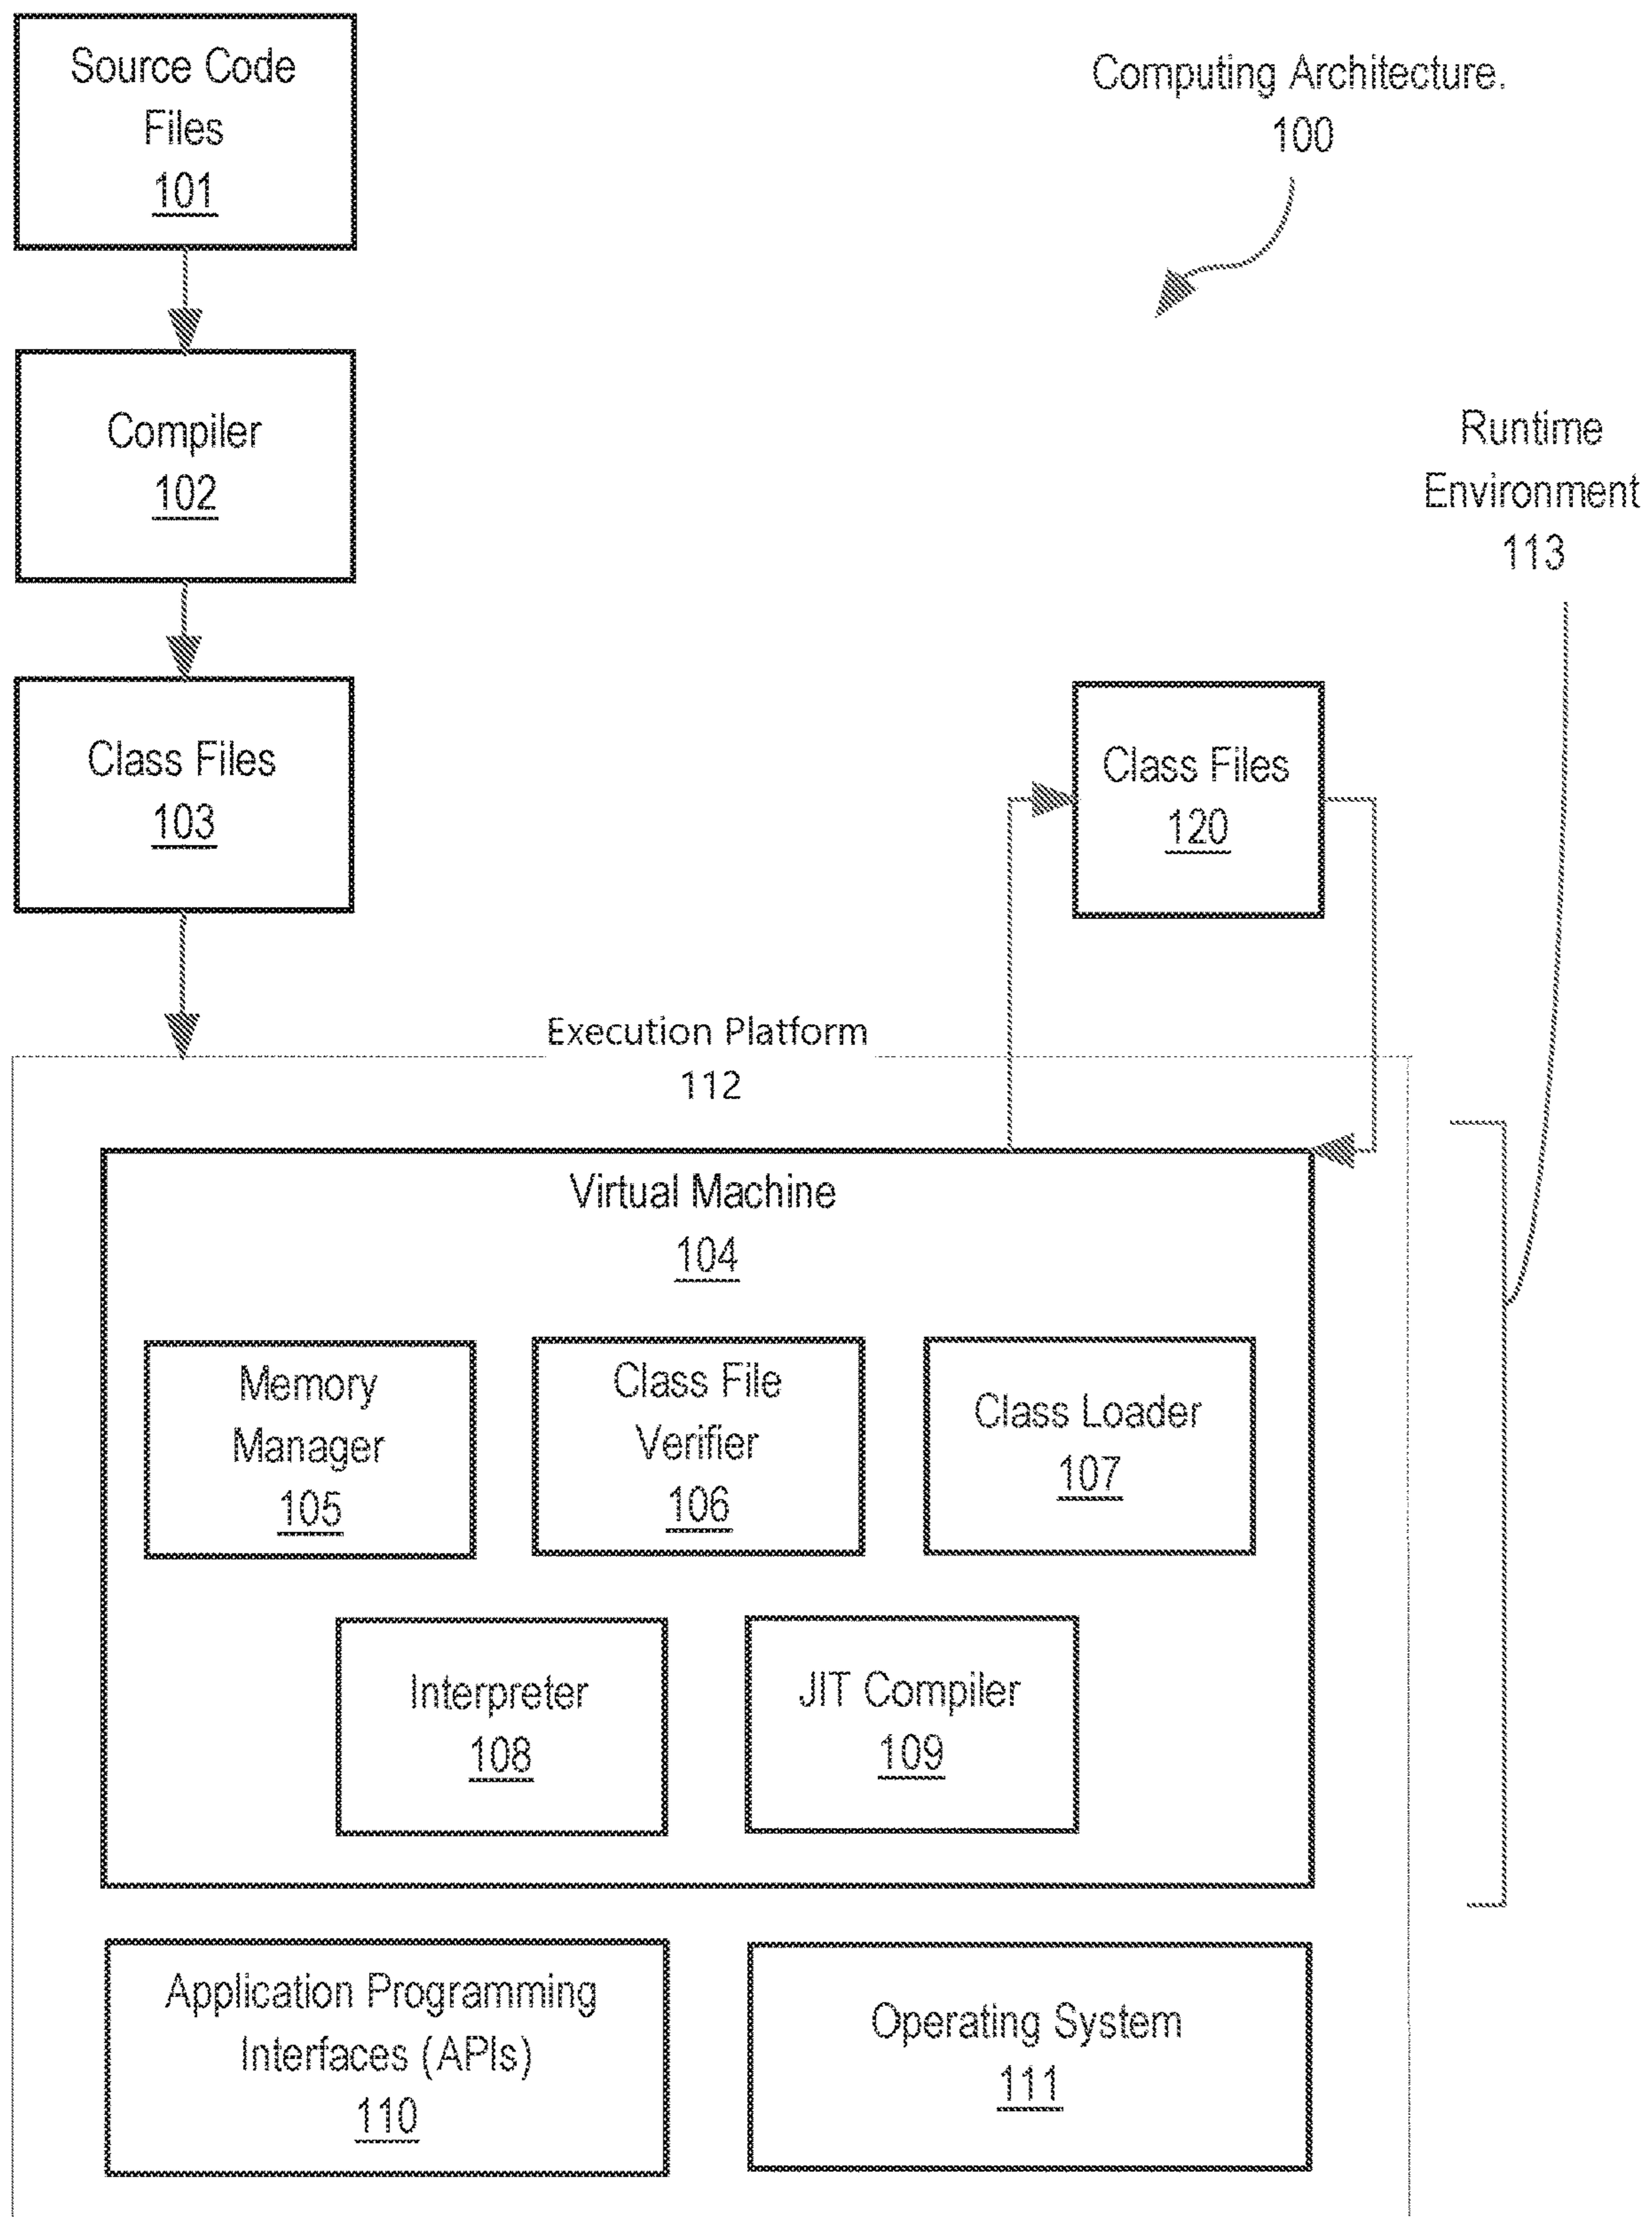 Source Code
Files
101
Computing Architecture.
100
Compiler
102
Runtime
Environment
113
Class Files
103
Class Files
120
Execution Platform
112
Virtual Machine
104
Memory
Manager
105
Class File
Verifier
106
Class Loader
107
Interpreter
108
JIT Compiler
109
Application Programming
Interfaces (APIs)
110
Operating System
111